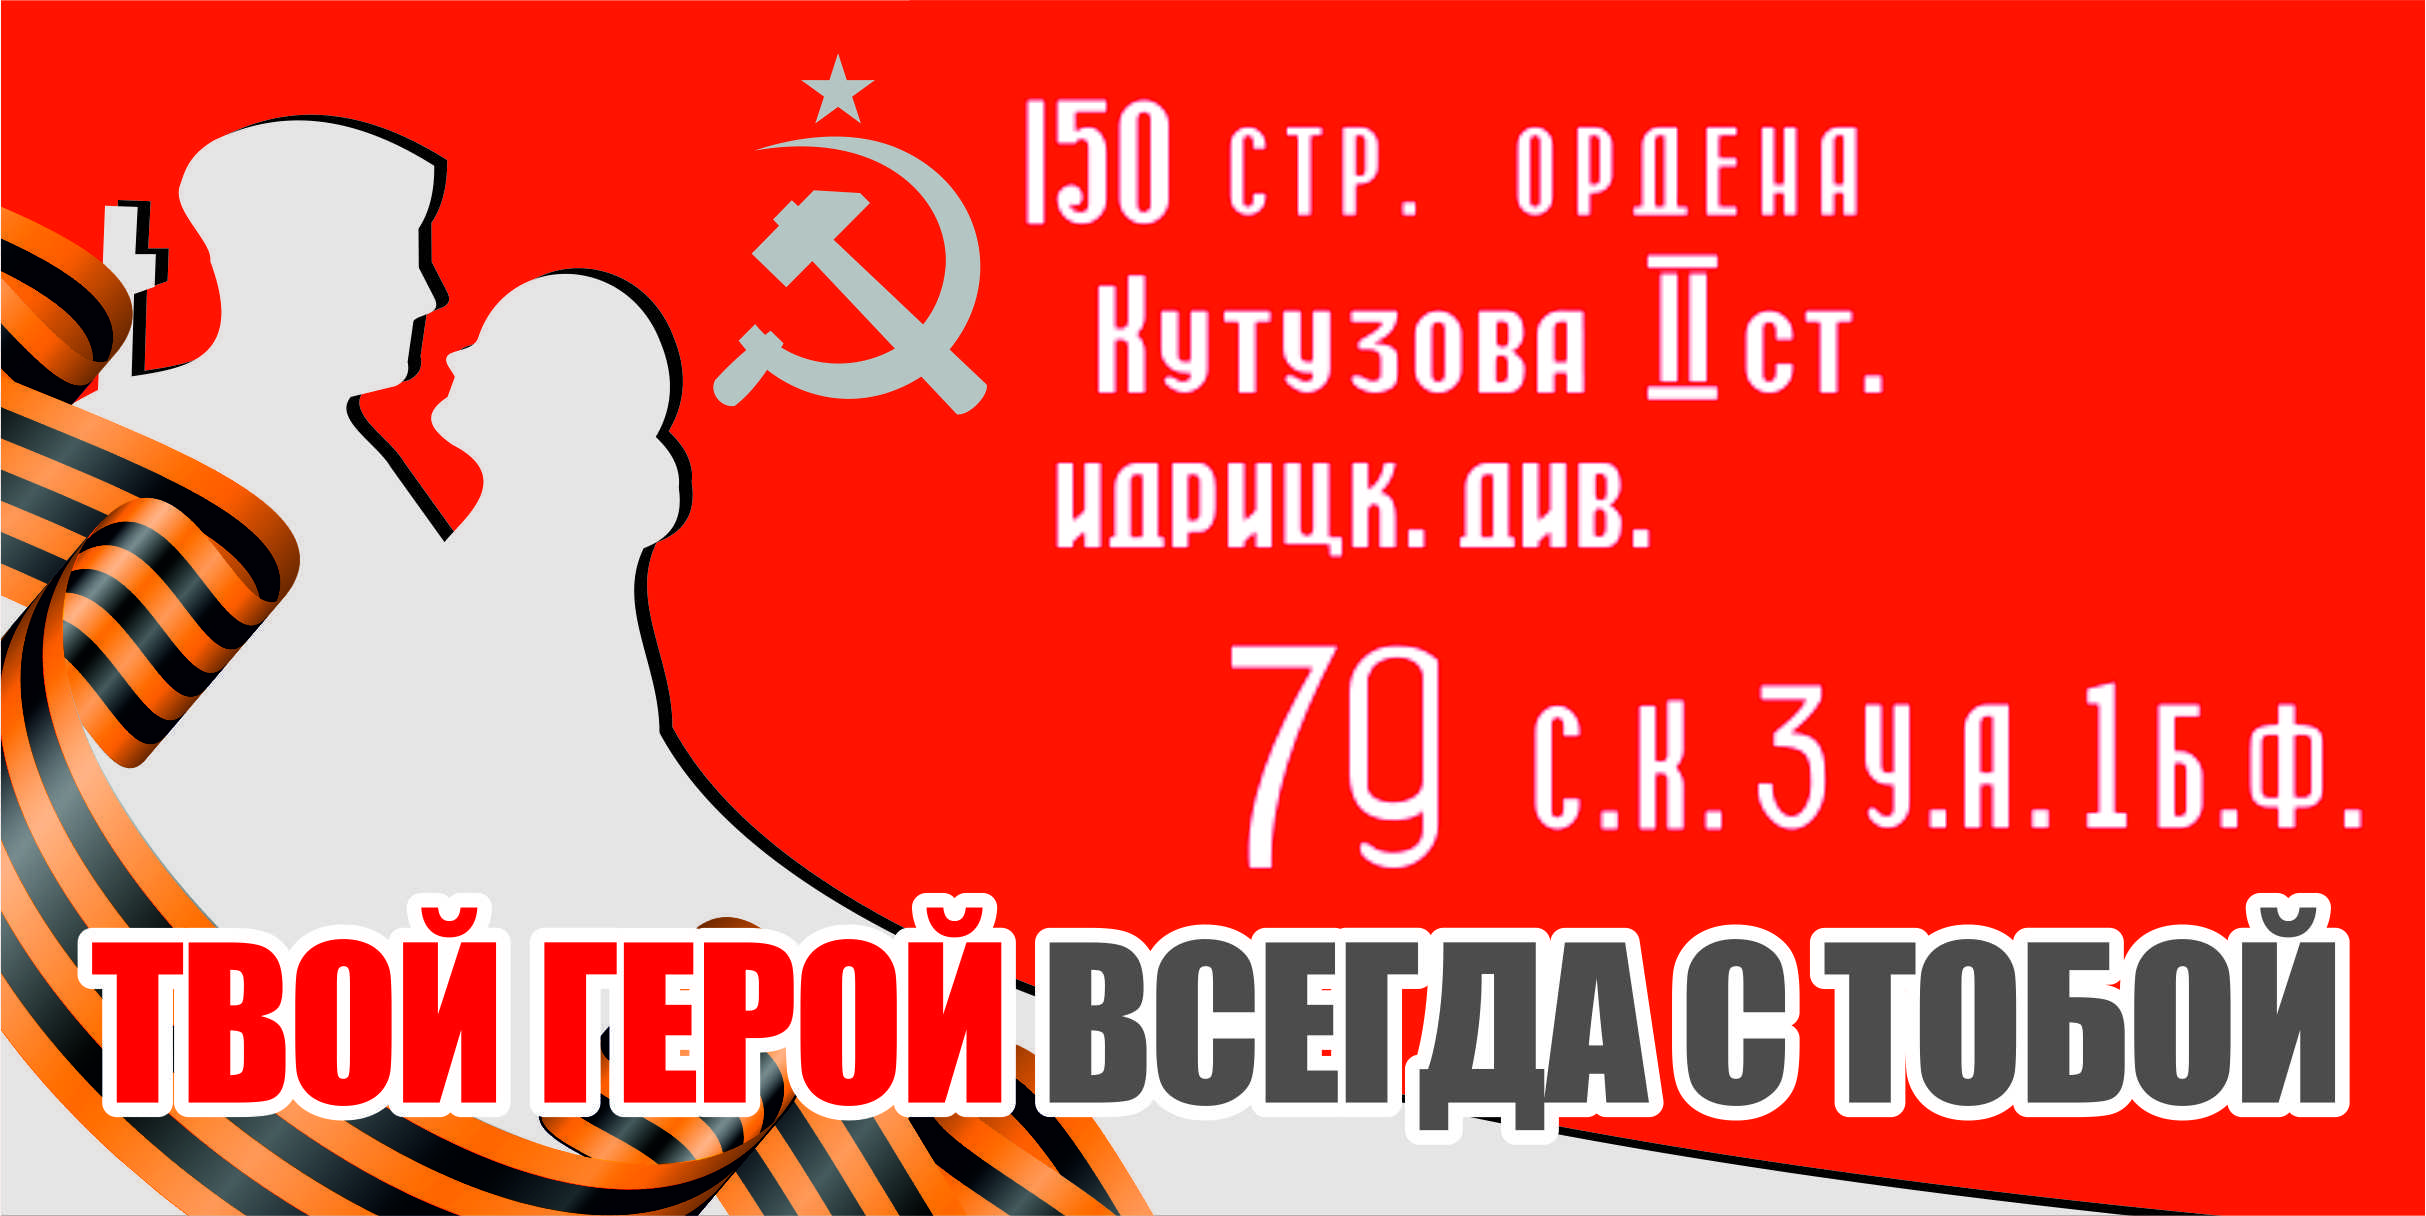 150 стр. ордена
Кутузова II ст.
идрицк. див.
79 с.к. 3 у.а. 1 б.ф.
ТВОЙ ГЕРОЙ ВСЕГДА С ТОБОЙ